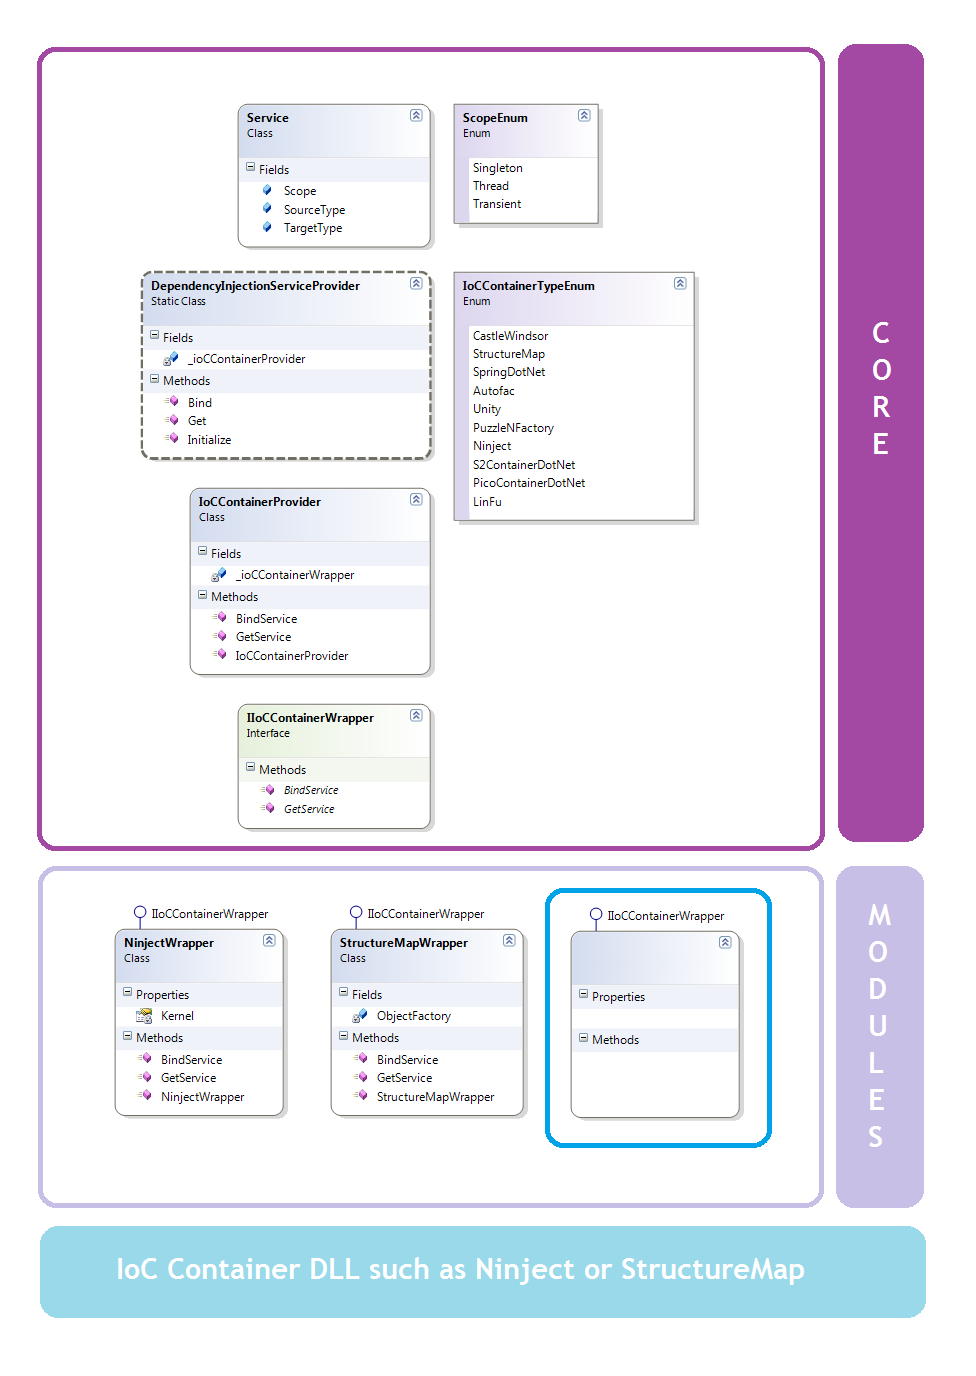 Service
Class
Fields
Scope
SourceType
TargetType
ScopeEnum
Enum
Singleton
Thread
Transient
DependencyInjectionServiceProvider
Static Class
Fields
_ioCContainerProvider
Methods
Bind
Get
Initialize
IoCContainerTypeEnum
Enum
CastleWindsor
StructureMap
SpringDotNet
Autofac
Unity
PuzzleNFactory
Ninject
S2ContainerDotNet
PicoContainerDotNet
LinFu
IoCContainerProvider
Class
Fields
_ioCContainerWrapper
Methods
BindService
GetService
IoCContainerProvider
IIoCContainerWrapper
Interface
Methods
BindService
GetService
CORE
IIoCContainerWrapper
NinjectWrapper
Class
Properties
Kernel
Methods
BindService
GetService
NinjectWrapper
IIoCContainerWrapper
StructureMapWrapper
Class
Fields
ObjectFactory
Methods
BindService
GetService
StructureMapWrapper
IIoCContainerWrapper
Properties
Methods
MODULES
IoC Container DLL such as Ninject or StructureMap